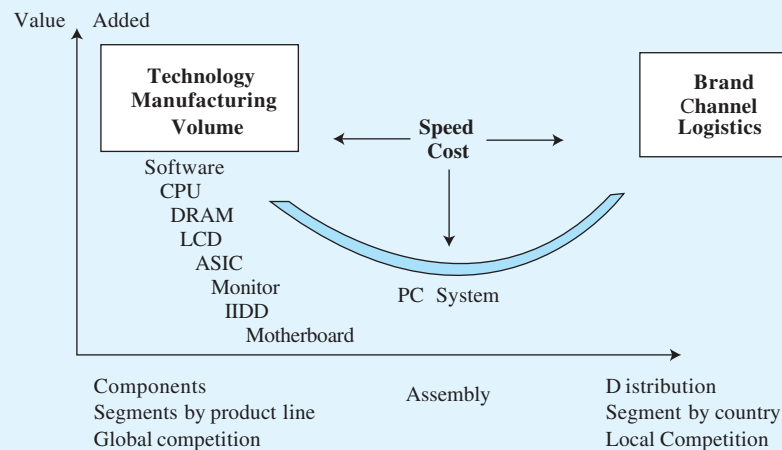 Value Added
Technology
Manufacturing
Volume
Brand
Channel
Logistics
Speed
Cost
Software
CPU
DRAM
LCD
ASIC
Monitor
IIDD
Motherboard
PC System
Components
Segments by product line
Global competition
Assembly
D istribution
Segment by country
Local Competition